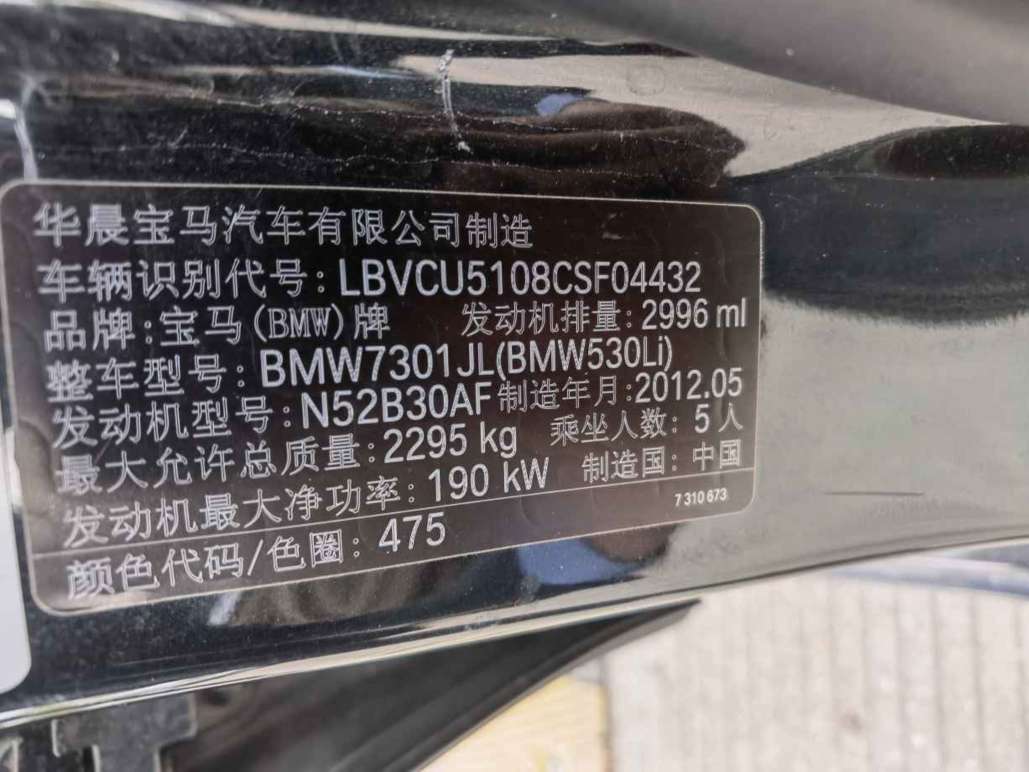 华晨宝马汽车有限公司制造
车辆识别代号:LBVCU5108CSF04432
品牌:宝马(BMW)牌 发动机排量:2996 ml
整车型号:BMW7301JL(BMW530Li)
发动机型号:N52B30AF 制造年月:2012.05
最大允许总质量:2295 kg 乘坐人数:5人
发动机最大净功率:190 kW 制造国:中国
7 310 673
颜色代码/色圈:475